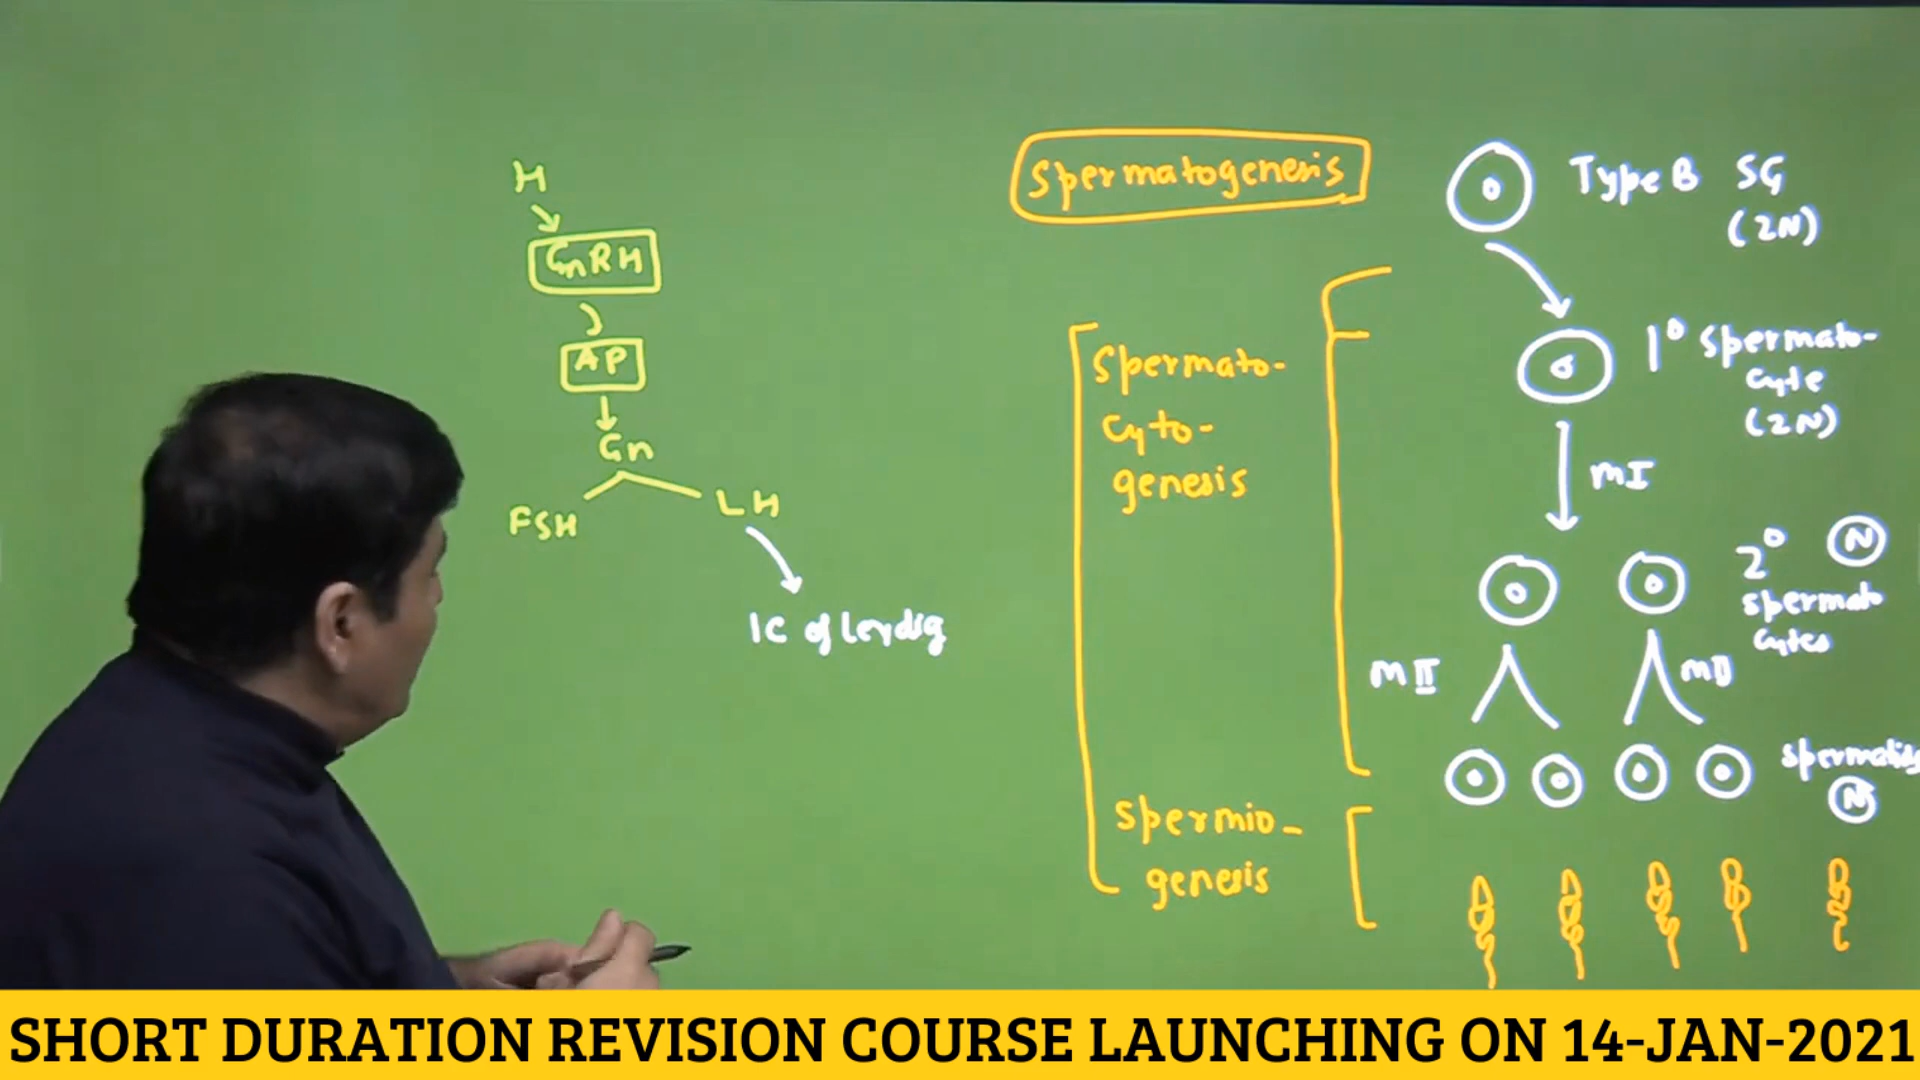 H
GnRH
AP
Gn
FSH
LH
IC of Leydig
Spermatogenesis
Spermato-
cyto-
genesis
Spermio-
genesis
Type B SG
(2N)
1° Spermato-
cyte
(2N)
MI
2° N
Spermato
cytes
MII
MII
Spermatids
N
SHORT DURATION REVISION COURSE LAUNCHING ON 14-JAN-2021